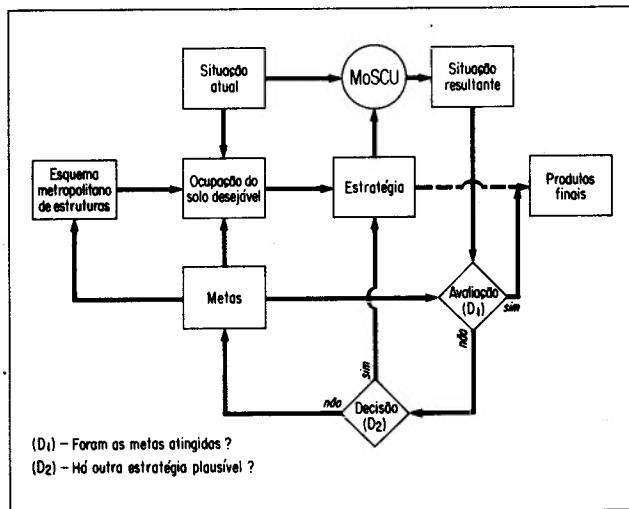 Situação
atual
MoSCU
Situação
resultante
Esquema
metropolitano
de estruturas
Ocupação do
solo desejável
Estratégia
Produtos
finais
Metas
Avaliação
(D₁)
sim
não
sim
não
Decisão
(D₂)
(D₁) – Foram as metas atingidas ?
(D₂) – Há outra estratégia plausível ?